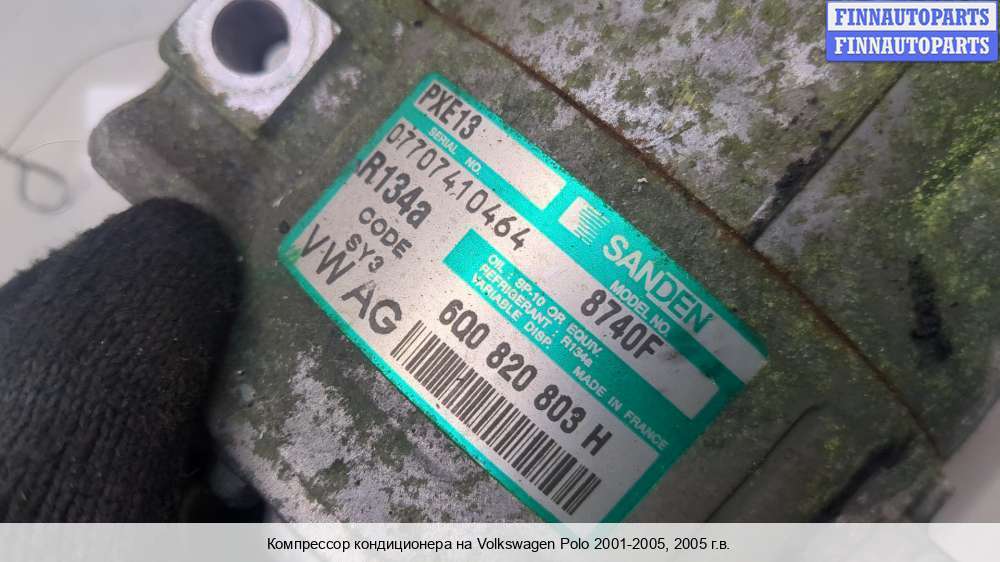 FINNAUTOPARTS
FINNAUTOPARTS
PXE13
SERIAL NO.
07707410464
R134a
CODE
SY3
VW AG
SANDEN
MODEL NO.
8740F
OIL : SP-10 OR EQUIV.
REFRIGERANT : R134a
VARIABLE DISP.
MADE IN FRANCE
6Q0 820 803 H
Компрессор кондиционера на Volkswagen Polo 2001-2005, 2005 г.в.